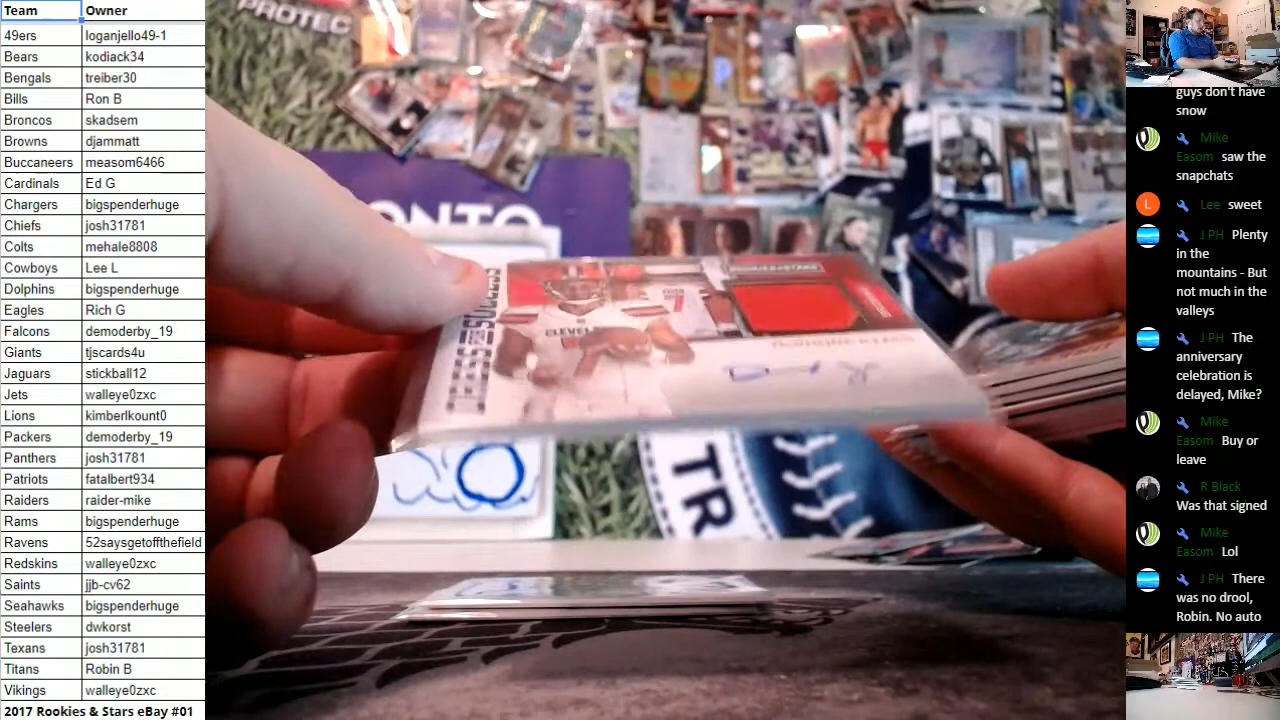 Team Owner
49ers loganjello49-1
Bears kodiack34
Bengals treiber30
Bills Ron B
Broncos skadsem
Browns djammatt
Buccaneers measom6466
Cardinals Ed G
Chargers bigspenderhuge
Chiefs josh31781
Colts mehale8808
Cowboys Lee L
Dolphins bigspenderhuge
Eagles Rich G
Falcons demoderby_19
Giants tjscards4u
Jaguars stickball12
Jets walleye0zxc
Lions kimberlkount0
Packers demoderby_19
Panthers josh31781
Patriots fatalbert934
Raiders raider-mike
Rams bigspenderhuge
Ravens 52saysgetoffthefield
Redskins walleye0zxc
Saints jjb-cv62
Seahawks bigspenderhuge
Steelers dwkorst
Texans josh31781
Titans Robin B
Vikings walleye0zxc
2017 Rookies & Stars eBay #01
PROTEC
ONTO
SUCCESS
CLEVEL
TR
guys don't have
snow
Mike
Easom saw the
snapchats
L Lee sweet
J PH Plenty
in the
mountains - But
not much in the
valleys
J PH The
anniversary
celebration is
delayed, Mike?
Mike
Easom Buy or
leave
R Black
Was that signed
Mike
Easom Lol
J PH There
was no drool,
Robin. No auto